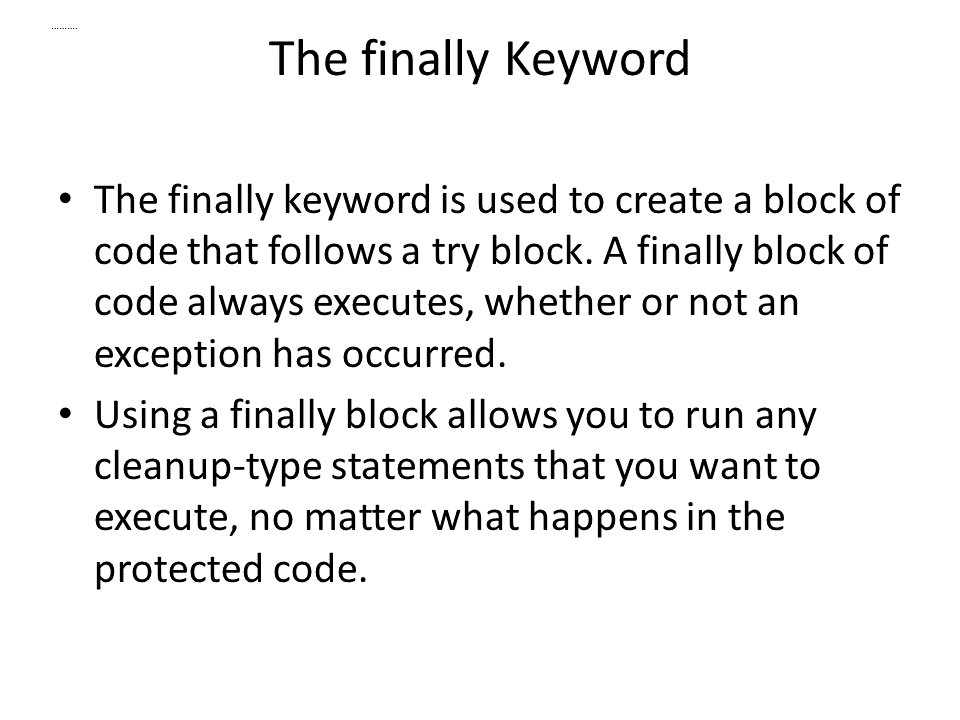 ..........
The finally Keyword
• The finally keyword is used to create a block of
code that follows a try block. A finally block of
code always executes, whether or not an
exception has occurred.
• Using a finally block allows you to run any
cleanup-type statements that you want to
execute, no matter what happens in the
protected code.